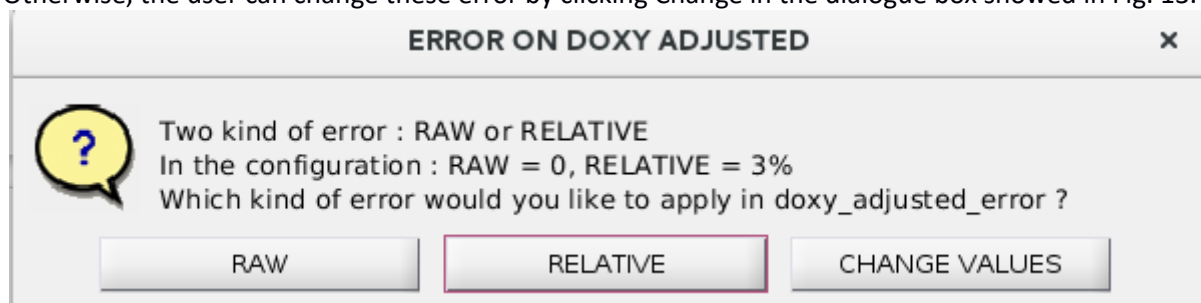 Otherwise, the user can change these error by clicking Change in the dialogue box showed in Fig. 13.
ERROR ON DOXY ADJUSTED ×
?
Two kind of error : RAW or RELATIVE
In the configuration : RAW = 0, RELATIVE = 3%
Which kind of error would you like to apply in doxy_adjusted_error ?
RAW RELATIVE CHANGE VALUES